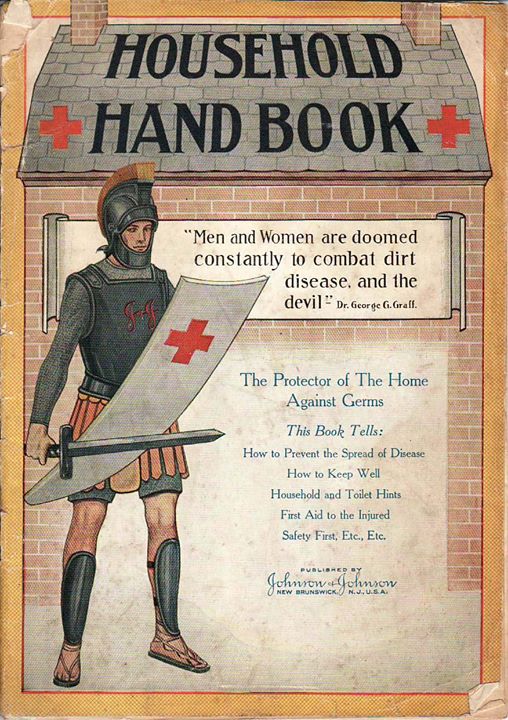 HOUSEHOLD
HAND BOOK
"Men and Women are doomed
constantly to combat dirt
disease, and the
devil" Dr. George G. Graff.
J & J
The Protector of The Home
Against Germs
This Book Tells:
How to Prevent the Spread of Disease
How to Keep Well
Household and Toilet Hints
First Aid to the Injured
Safety First, Etc., Etc.
PUBLISHED BY
Johnson & Johnson
NEW BRUNSWICK, N.J., U.S.A.